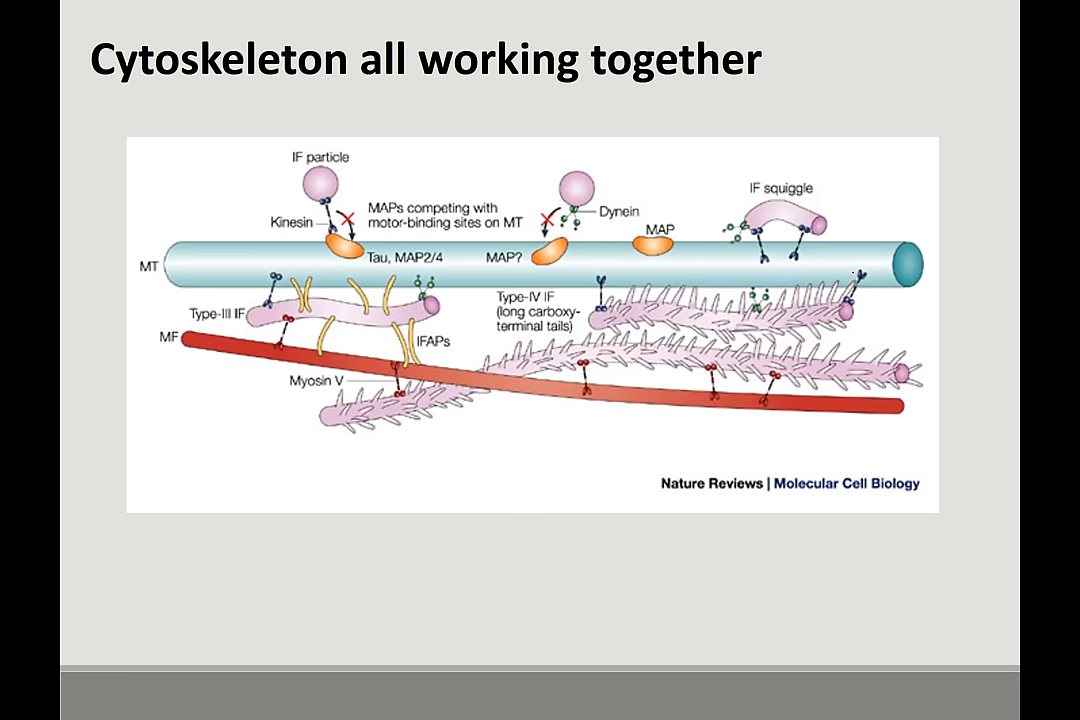 Cytoskeleton all working together
IF particle
MAPs competing with
motor-binding sites on MT
Kinesin
Dynein
IF squiggle
MAP
MT
Tau, MAP2/4
MAP?
Type-III IF
Type-IV IF
(long carboxy-
terminal tails)
MF
IFAPs
Myosin V
Nature Reviews | Molecular Cell Biology